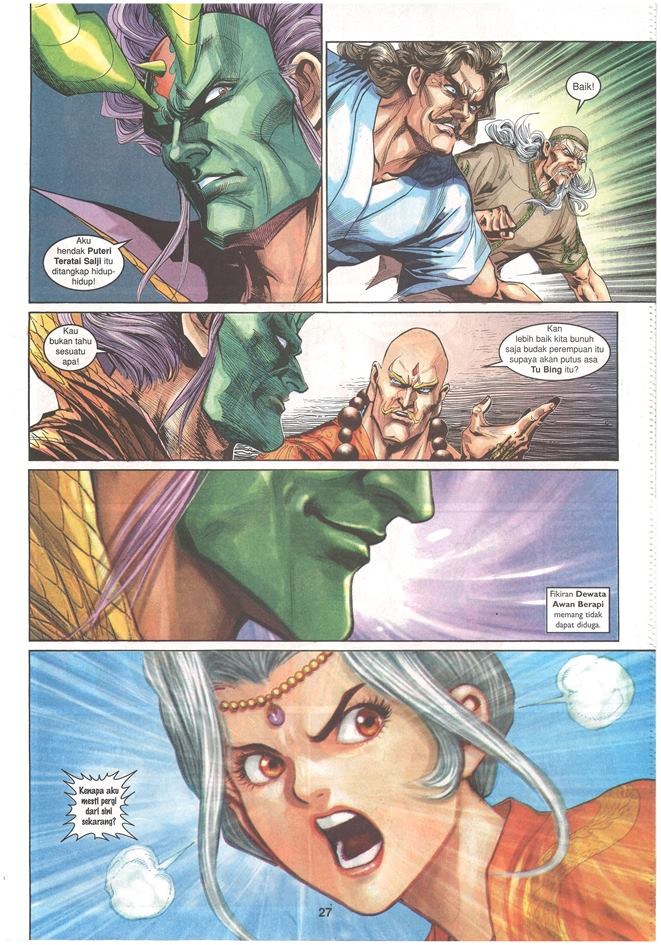 Aku
hendak Puteri
Teratai Salji itu
ditangkap hidup-
hidup!
Baik!
Kau
bukan tahu
sesuatu
apa!
Kan
lebih baik kita bunuh
saja budak perempuan itu
supaya akan putus asa
Tu Bing itu?
Fikiran Dewata
Awan Berapi
memang tidak
dapat diduga.
Kenapa aku
mesti pergi
dari sini
sekarang?
27